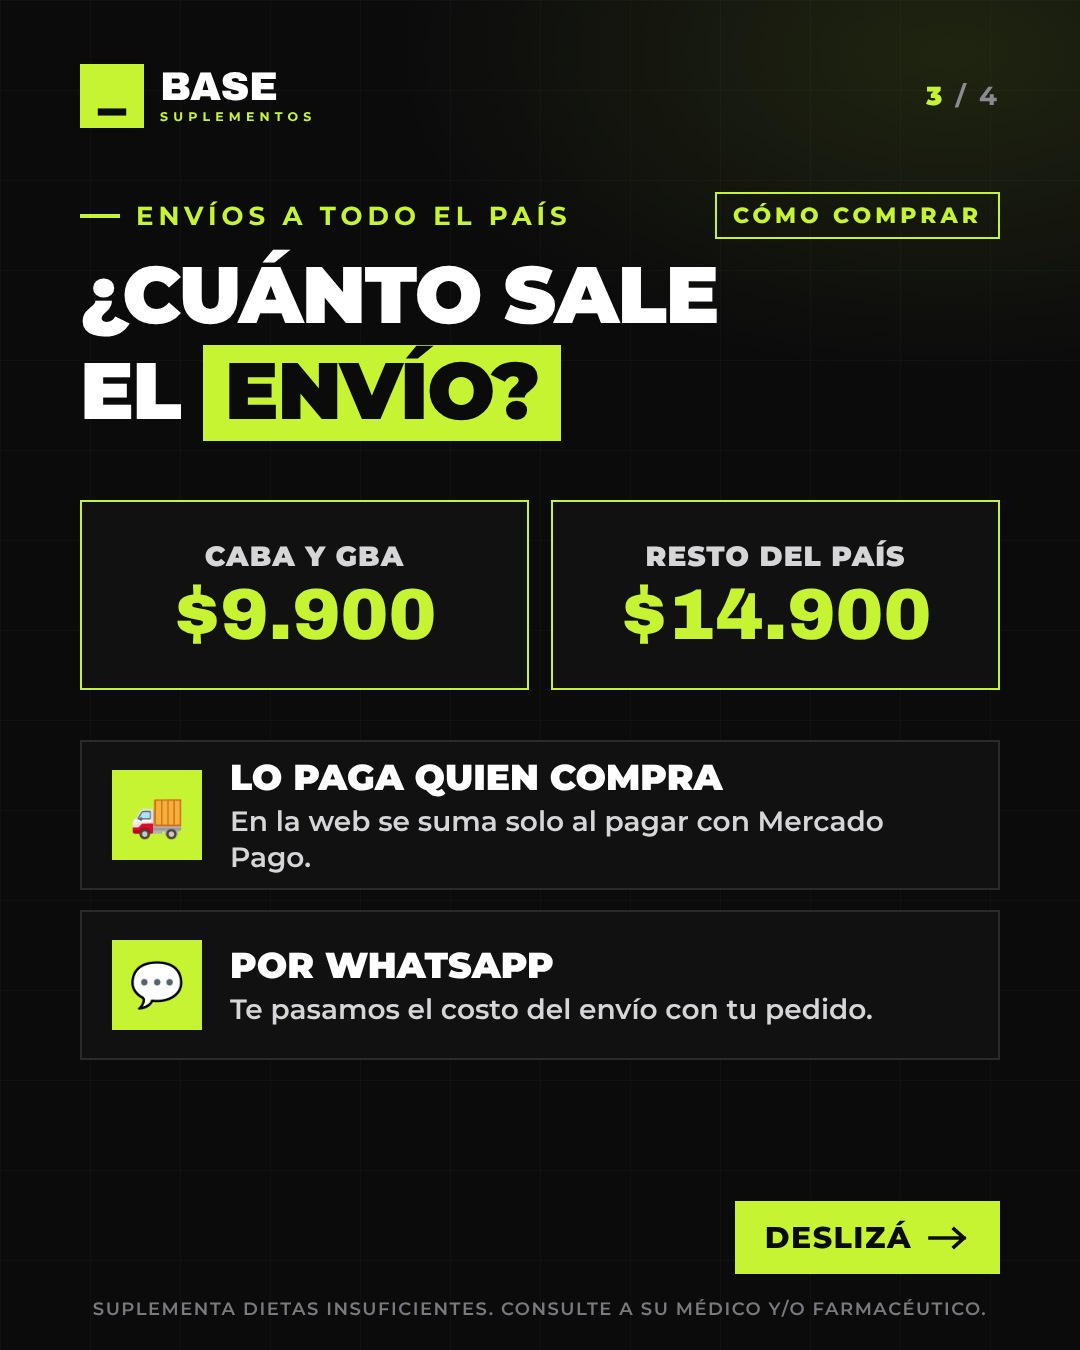 BASE
SUPLEMENTOS
3 / 4
ENVÍOS A TODO EL PAÍS
CÓMO COMPRAR
¿CUÁNTO SALE
EL ENVÍO?
CABA Y GBA
$9.900
RESTO DEL PAÍS
$14.900
LO PAGA QUIEN COMPRA
En la web se suma solo al pagar con Mercado
Pago.
POR WHATSAPP
Te pasamos el costo del envío con tu pedido.
DESLIZÁ →
SUPLEMENTA DIETAS INSUFICIENTES. CONSULTE A SU MÉDICO Y/O FARMACÉUTICO.